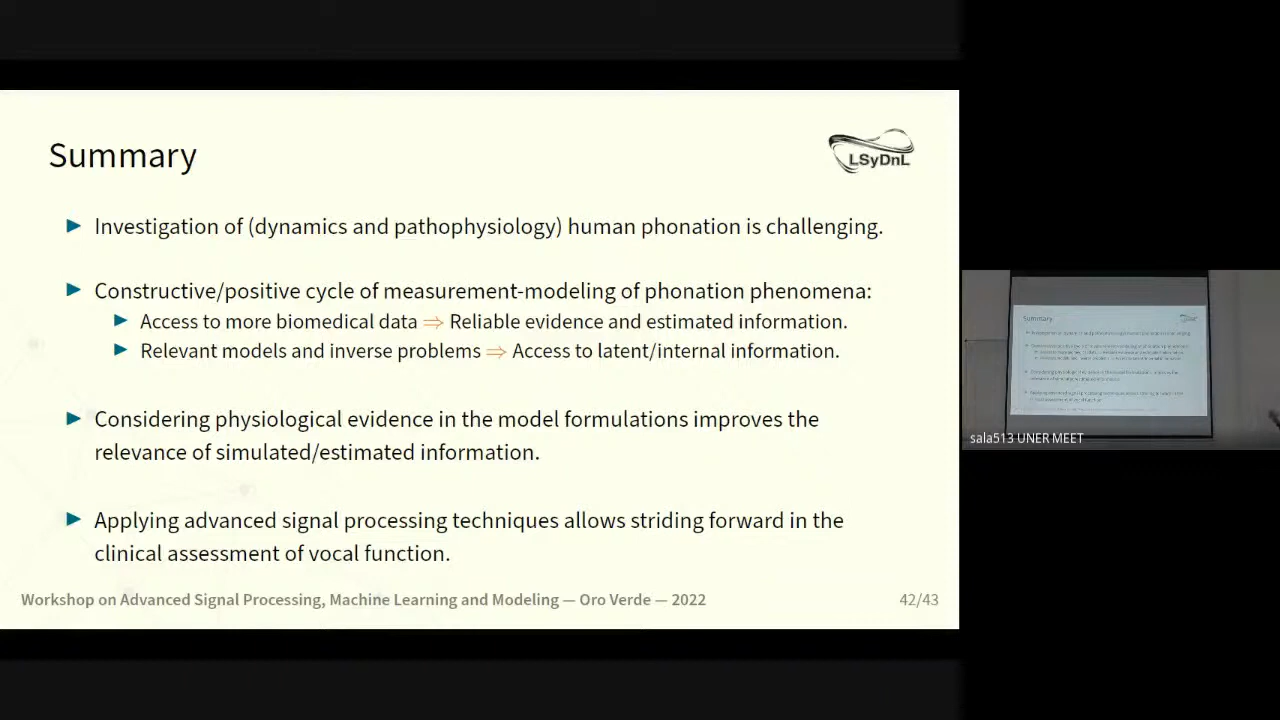 Summary
LSyDnL
▶ Investigation of (dynamics and pathophysiology) human phonation is challenging.
▶ Constructive/positive cycle of measurement-modeling of phonation phenomena:
▶ Access to more biomedical data ⇒ Reliable evidence and estimated information.
▶ Relevant models and inverse problems ⇒ Access to latent/internal information.
▶ Considering physiological evidence in the model formulations improves the
relevance of simulated/estimated information.
▶ Applying advanced signal processing techniques allows striding forward in the
clinical assessment of vocal function.
Workshop on Advanced Signal Processing, Machine Learning and Modeling — Oro Verde — 2022
42/43
Summary
sala513 UNER MEET